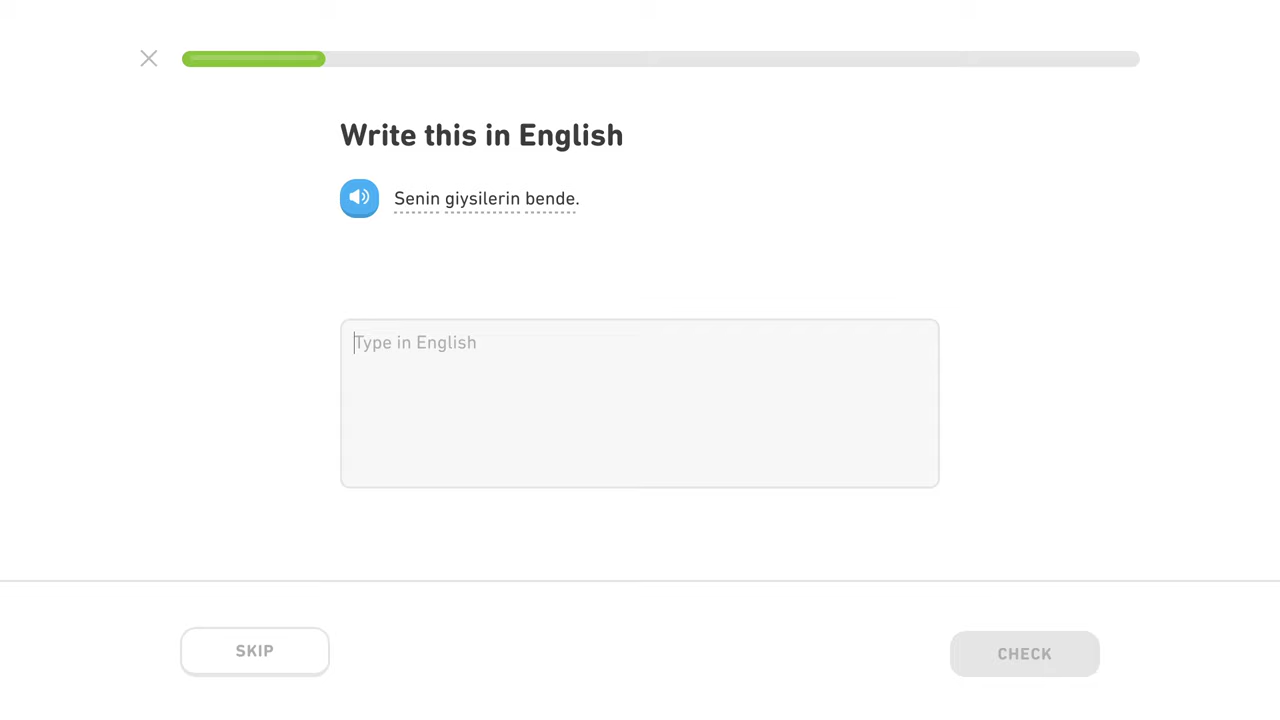 Write this in English
Senin giysilerin bende.
Type in English
SKIP
CHECK